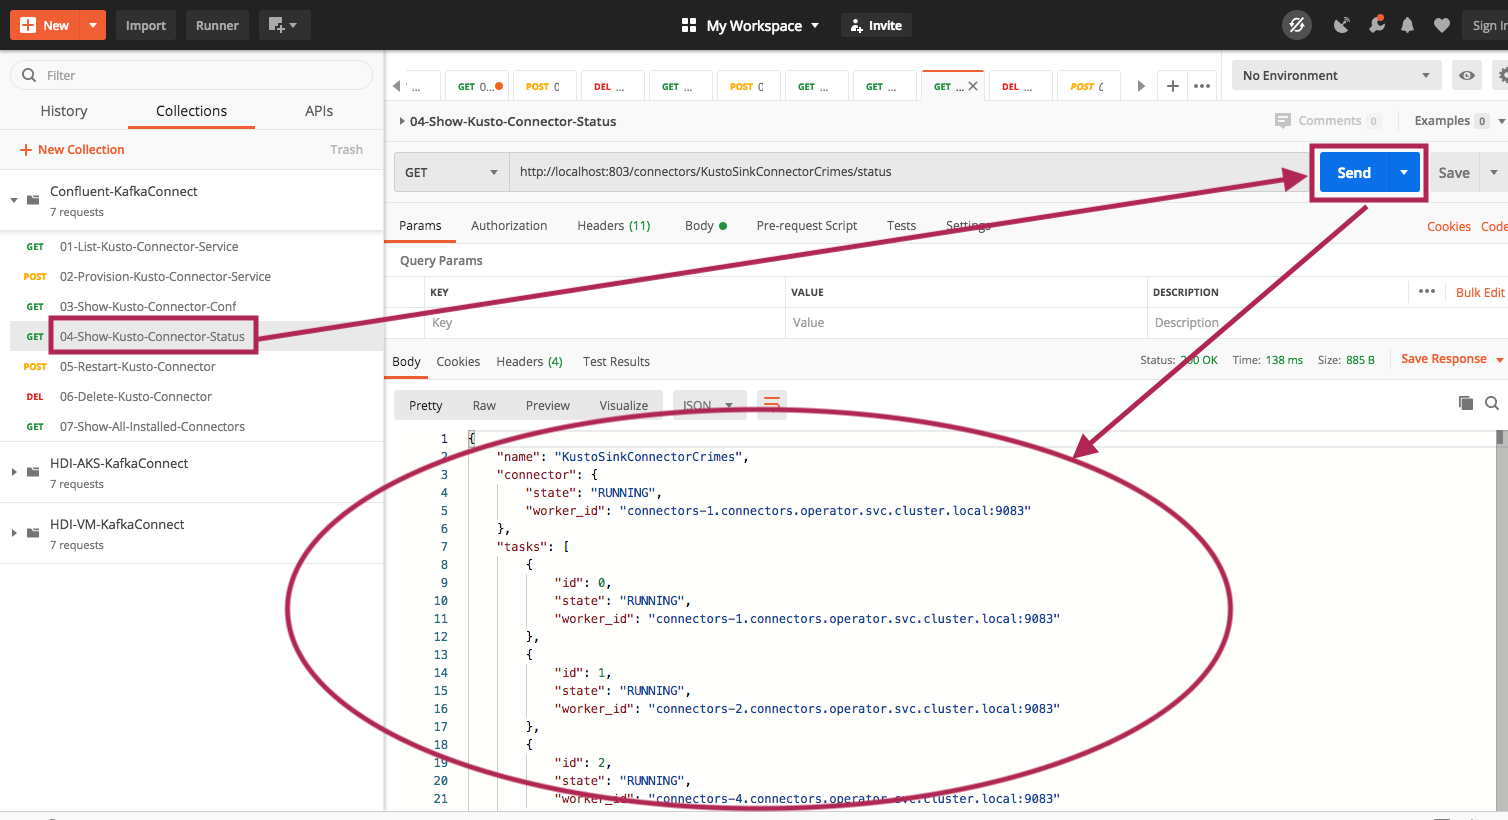 New Import Runner My Workspace Invite Sign In
Filter
History Collections APIs
New Collection Trash
Confluent-KafkaConnect
7 requests
GET 01-List-Kusto-Connector-Service
POST 02-Provision-Kusto-Connector-Service
GET 03-Show-Kusto-Connector-Conf
GET 04-Show-Kusto-Connector-Status
POST 05-Restart-Kusto-Connector
DEL 06-Delete-Kusto-Connector
GET 07-Show-All-Installed-Connectors
HDI-AKS-KafkaConnect
7 requests
HDI-VM-KafkaConnect
7 requests
... GET 0... POST DEL ... GET ... POST GET ... GET ... GET ... DEL ... POST No Environment
04-Show-Kusto-Connector-Status Comments 0 Examples 0
GET http://localhost:803/connectors/KustoSinkConnectorCrimes/status Send Save
Params Authorization Headers (11) Body Pre-request Script Tests Settings Cookies Code
Query Params
KEY VALUE DESCRIPTION Bulk Edit
Key Value Description
Body Cookies Headers (4) Test Results Status: 200 OK Time: 138 ms Size: 885 B Save Response
Pretty Raw Preview Visualize JSON
1 {
2 "name": "KustoSinkConnectorCrimes",
3 "connector": {
4 "state": "RUNNING",
5 "worker_id": "connectors-1.connectors.operator.svc.cluster.local:9083"
6 },
7 "tasks": [
8 {
9 "id": 0,
10 "state": "RUNNING",
11 "worker_id": "connectors-1.connectors.operator.svc.cluster.local:9083"
12 },
13 {
14 "id": 1,
15 "state": "RUNNING",
16 "worker_id": "connectors-2.connectors.operator.svc.cluster.local:9083"
17 },
18 {
19 "id": 2,
20 "state": "RUNNING",
21 "worker_id": "connectors-4.connectors.operator.svc.cluster.local:9083"